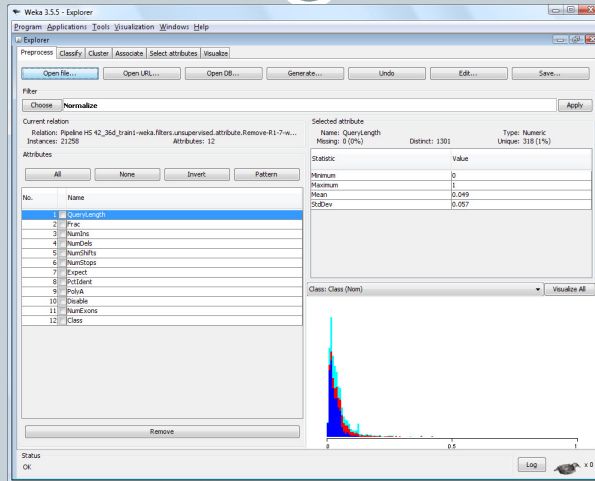 Weka 3.5.5 - Explorer
Program Applications Tools Visualization Windows Help
Explorer
Preprocess Classify Cluster Associate Select attributes Visualize
Open file... Open URL... Open DB... Generate... Undo Edit... Save...
Filter
Choose Normalize Apply
Current relation
Relation: Pipeline HS 42_36d_train1-weka.filters.unsupervised.attribute.Remove-R1-7-w...
Instances: 21258 Attributes: 12
Selected attribute
Name: QueryLength Type: Numeric
Missing: 0 (0%) Distinct: 1301 Unique: 318 (1%)
Attributes
All None Invert Pattern
No. Name
1 QueryLength
2 Frac
3 NumIns
4 NumDels
5 NumShifts
6 NumStops
7 Expect
8 PctIdent
9 PolyA
10 Disable
11 NumExons
12 Class
Remove
Statistic Value
Minimum 0
Maximum 1
Mean 0.049
StdDev 0.057
Class: Class (Nom) Visualize All
0 0.5 1
Status
OK
Log x 0